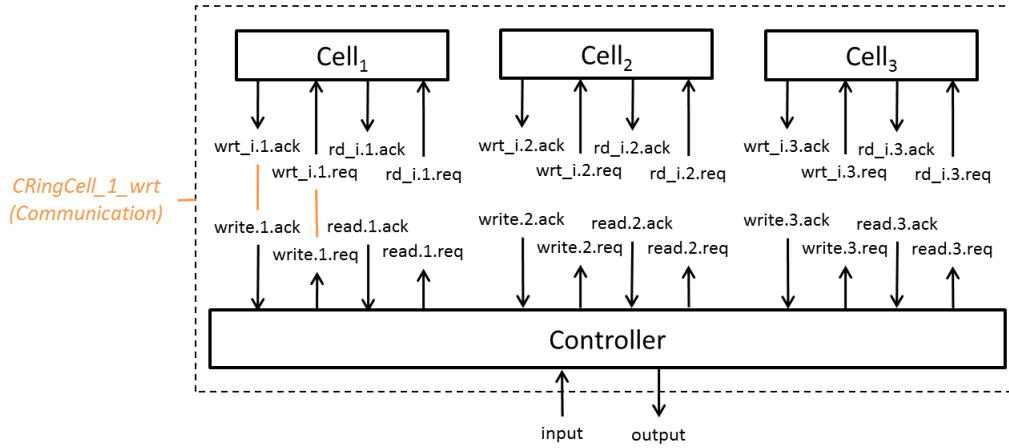 Cell₁ Cell₂ Cell₃
wrt_i.1.ack rd_i.1.ack wrt_i.2.ack rd_i.2.ack wrt_i.3.ack rd_i.3.ack
wrt_i.1.req rd_i.1.req wrt_i.2.req rd_i.2.req wrt_i.3.req rd_i.3.req
CRingCell_1_wrt
(Communication)
write.1.ack read.1.ack write.2.ack read.2.ack write.3.ack read.3.ack
write.1.req read.1.req write.2.req read.2.req write.3.req read.3.req
Controller
input output